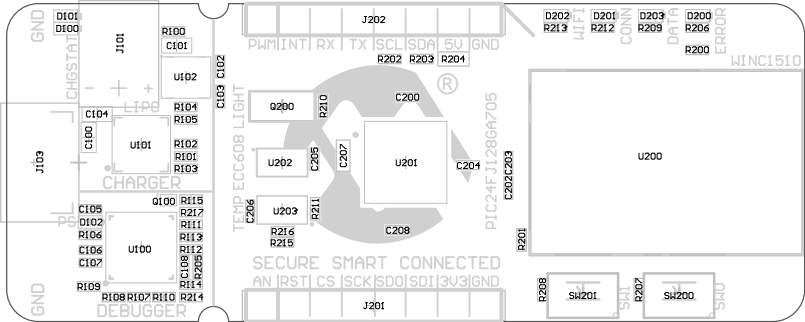 GND
D101
D100
CHGSTAT
J101
R100
C101
U102
C102
C103
- +
LIPO
J202
PWM INT RX TX SCL SDA 5V GND
R202 R203 R204
D202 D201 D203 D200
R213 R212 R209 R206
WIFI
CONN
DATA
ERROR
R200
WINC1510
®
C104
C100
R104
R105
U101
R102
R101
R103
J103
CHARGER
LIGHT
Q200
R210
C200
ECC608
U202
C205
C207
U201
C204
PIC24FJ128GA705
C202 C203
U200
TEMP
C206
U203
R211
R216
R215
C208
R201
Q100
R115
R217
R111
R113
R112
C108
R205
R114
R214
C105
D102
R106
C106
C107
U100
R109
R108 R107 R110
DEBUGGER
GND
SECURE SMART CONNECTED
AN RST CS SCK SDO SDI 3V3 GND
J201
R208
SW201
SW1
R207
SW200
SW0